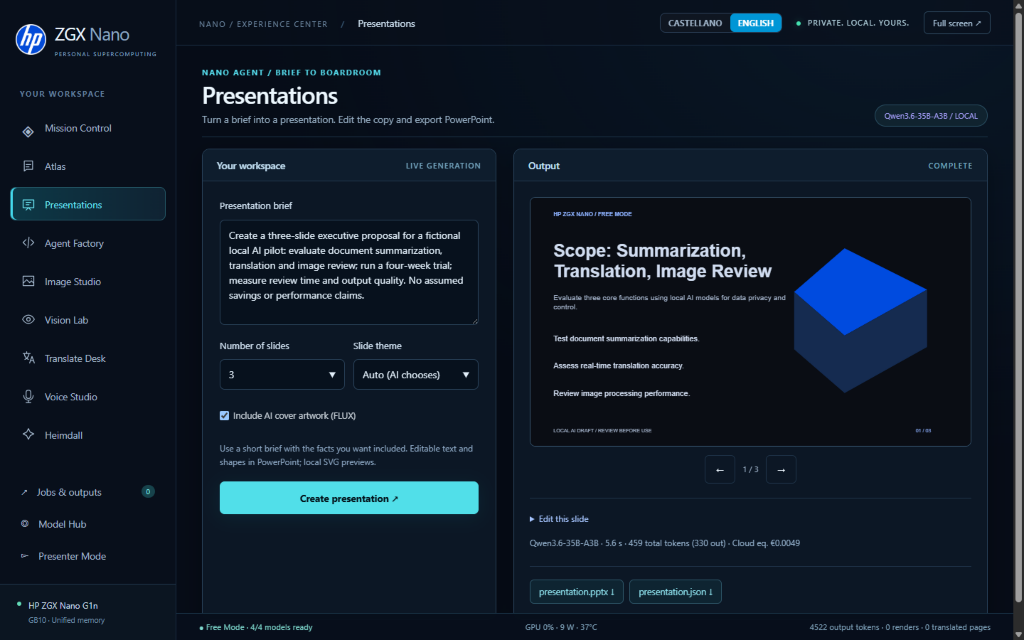 hp
ZGX Nano
PERSONAL SUPERCOMPUTING
YOUR WORKSPACE
Mission Control
Atlas
Presentations
Agent Factory
Image Studio
Vision Lab
Translate Desk
Voice Studio
Heimdall
Jobs & outputs
0
Model Hub
Presenter Mode
HP ZGX Nano G1n
GB10 · Unified memory
NANO / EXPERIENCE CENTER / Presentations
CASTELLANO ENGLISH
PRIVATE. LOCAL. YOURS.
Full screen ↗
NANO AGENT / BRIEF TO BOARDROOM
Presentations
Turn a brief into a presentation. Edit the copy and export PowerPoint.
Qwen3.6-35B-A3B / LOCAL
Your workspace
LIVE GENERATION
Presentation brief
Create a three-slide executive proposal for a fictional
local AI pilot: evaluate document summarization,
translation and image review; run a four-week trial;
measure review time and output quality. No assumed
savings or performance claims.
Number of slides
Slide theme
3
Auto (AI chooses)
Include AI cover artwork (FLUX)
Use a short brief with the facts you want included. Editable text and
shapes in PowerPoint; local SVG previews.
Create presentation ↗
Output
COMPLETE
HP ZGX NANO / FREE MODE
Scope: Summarization,
Translation, Image Review
Evaluate three core functions using local AI models for data privacy and
control.
Test document summarization capabilities.
Assess real-time translation accuracy.
Review image processing performance.
LOCAL AI DRAFT / REVIEW BEFORE USE
01 / 03
← 1 / 3 →
Edit this slide
Qwen3.6-35B-A3B · 5.6 s · 459 total tokens (330 out) · Cloud eq. €0.0049
presentation.pptx ↓
presentation.json ↓
Free Mode · 4/4 models ready
GPU 0% · 9 W · 37°C
4522 output tokens · 0 renders · 0 translated pages